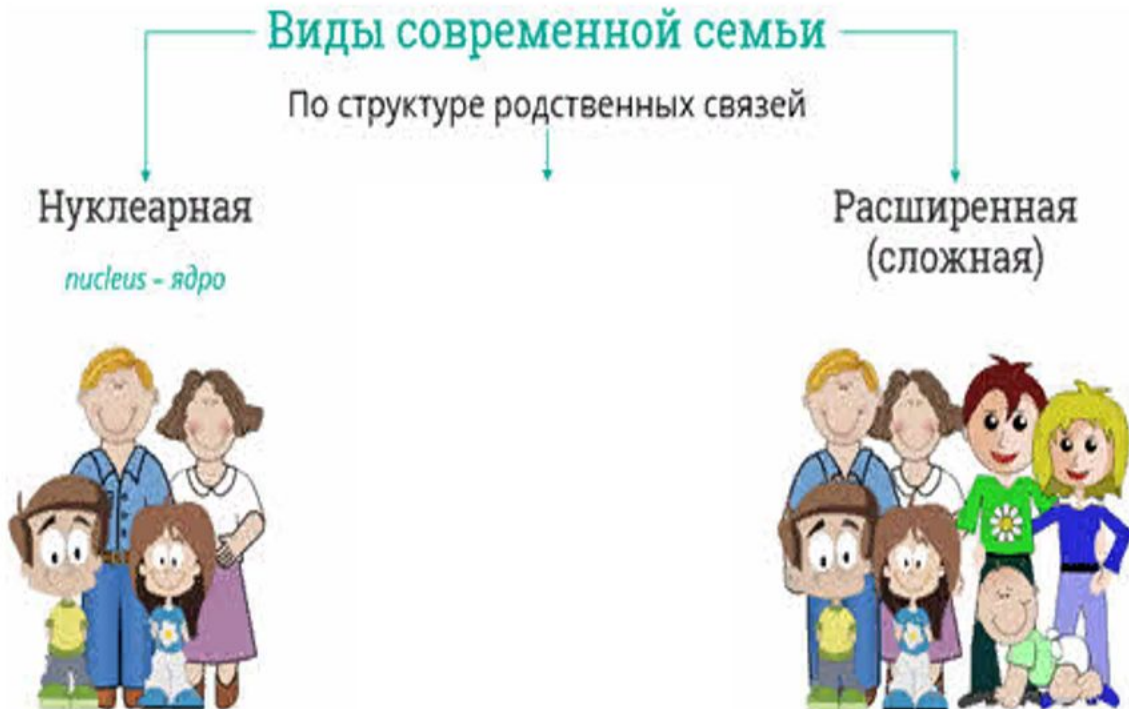 Виды современной семьи
По структуре родственных связей
Нуклеарная
nucleus – ядро
Расширенная
(сложная)